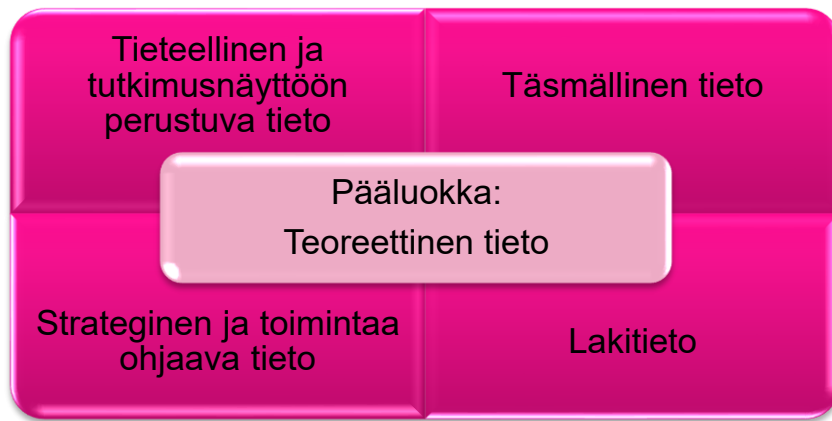 Tieteellinen ja
tutkimusnäyttöön
perustuva tieto
Täsmällinen tieto
Pääluokka:
Teoreettinen tieto
Strateginen ja toimintaa
ohjaava tieto
Lakitieto